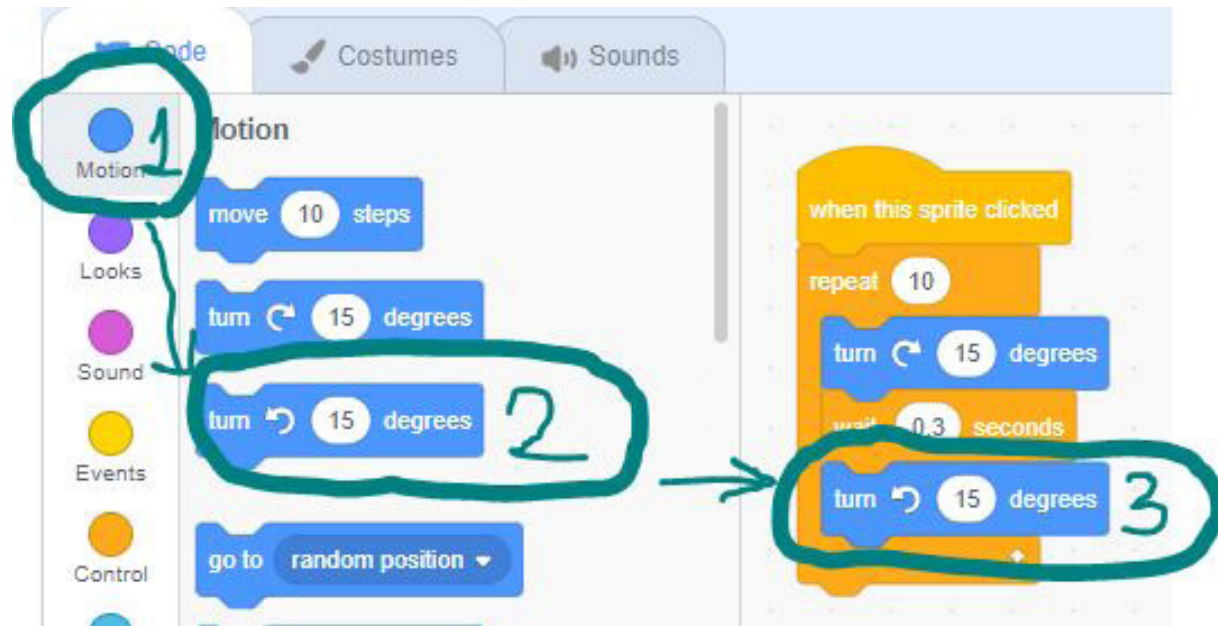 Code Costumes Sounds
Motion 1
Motion
Looks
Sound
Events
Control
move 10 steps
turn 15 degrees
turn 15 degrees 2
go to random position
when this sprite clicked
repeat 10
turn 15 degrees
wait 0.3 seconds
turn 15 degrees 3